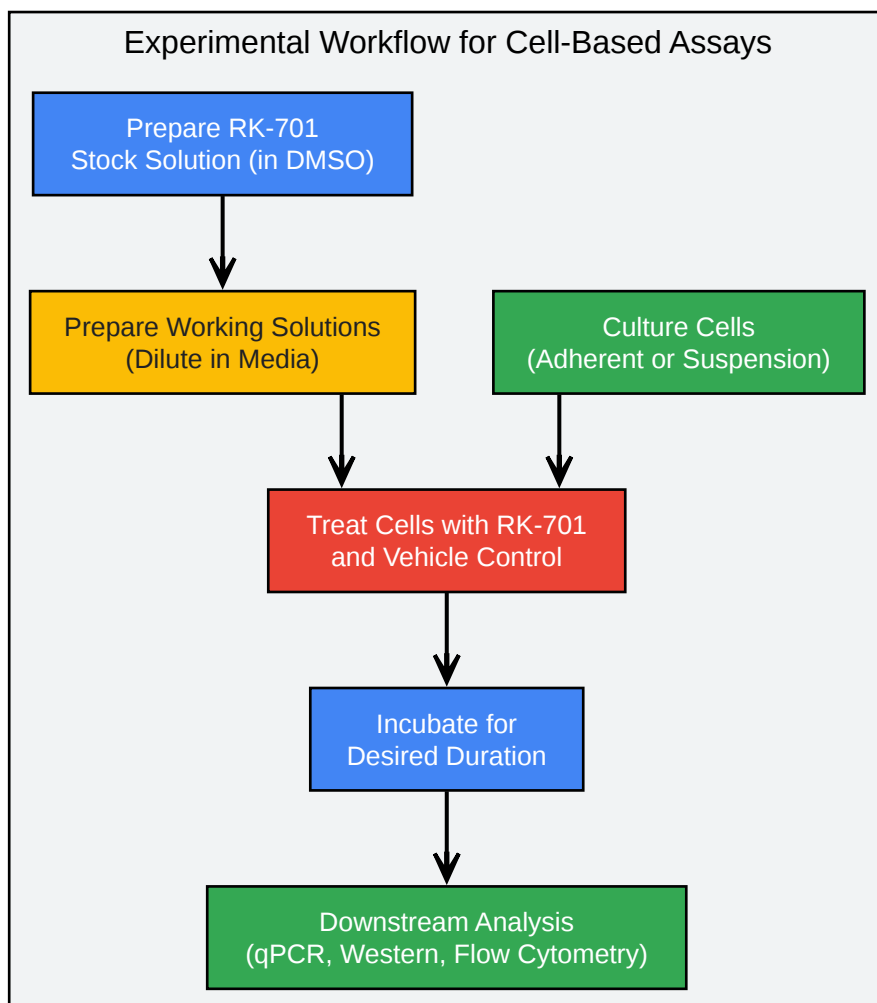 Experimental Workflow for Cell-Based Assays
Prepare RK-701
Stock Solution (in DMSO)
Prepare Working Solutions
(Dilute in Media)
Culture Cells
(Adherent or Suspension)
Treat Cells with RK-701
and Vehicle Control
Incubate for
Desired Duration
Downstream Analysis
(qPCR, Western, Flow Cytometry)